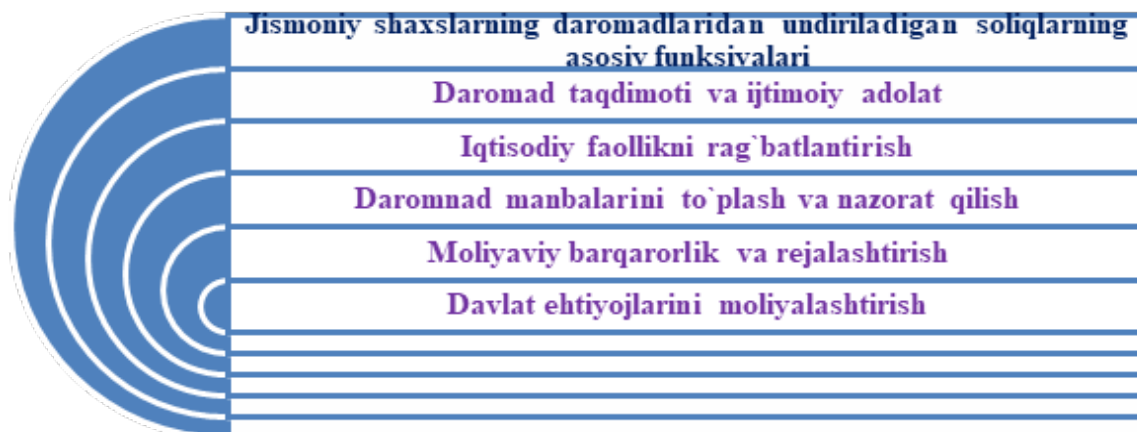 Jismoniy shaxslarning daromadlaridan undiriladigan soliqlarning
asosiy funksiyalari
Daromad taqdimoti va ijtimoiy adolat
Iqtisodiy faollikni rag`batlantirish
Daromnad manbalarini to`plash va nazorat qilish
Moliyaviy barqarorlik va rejalashtirish
Davlat ehtiyojlarini moliyalashtirish